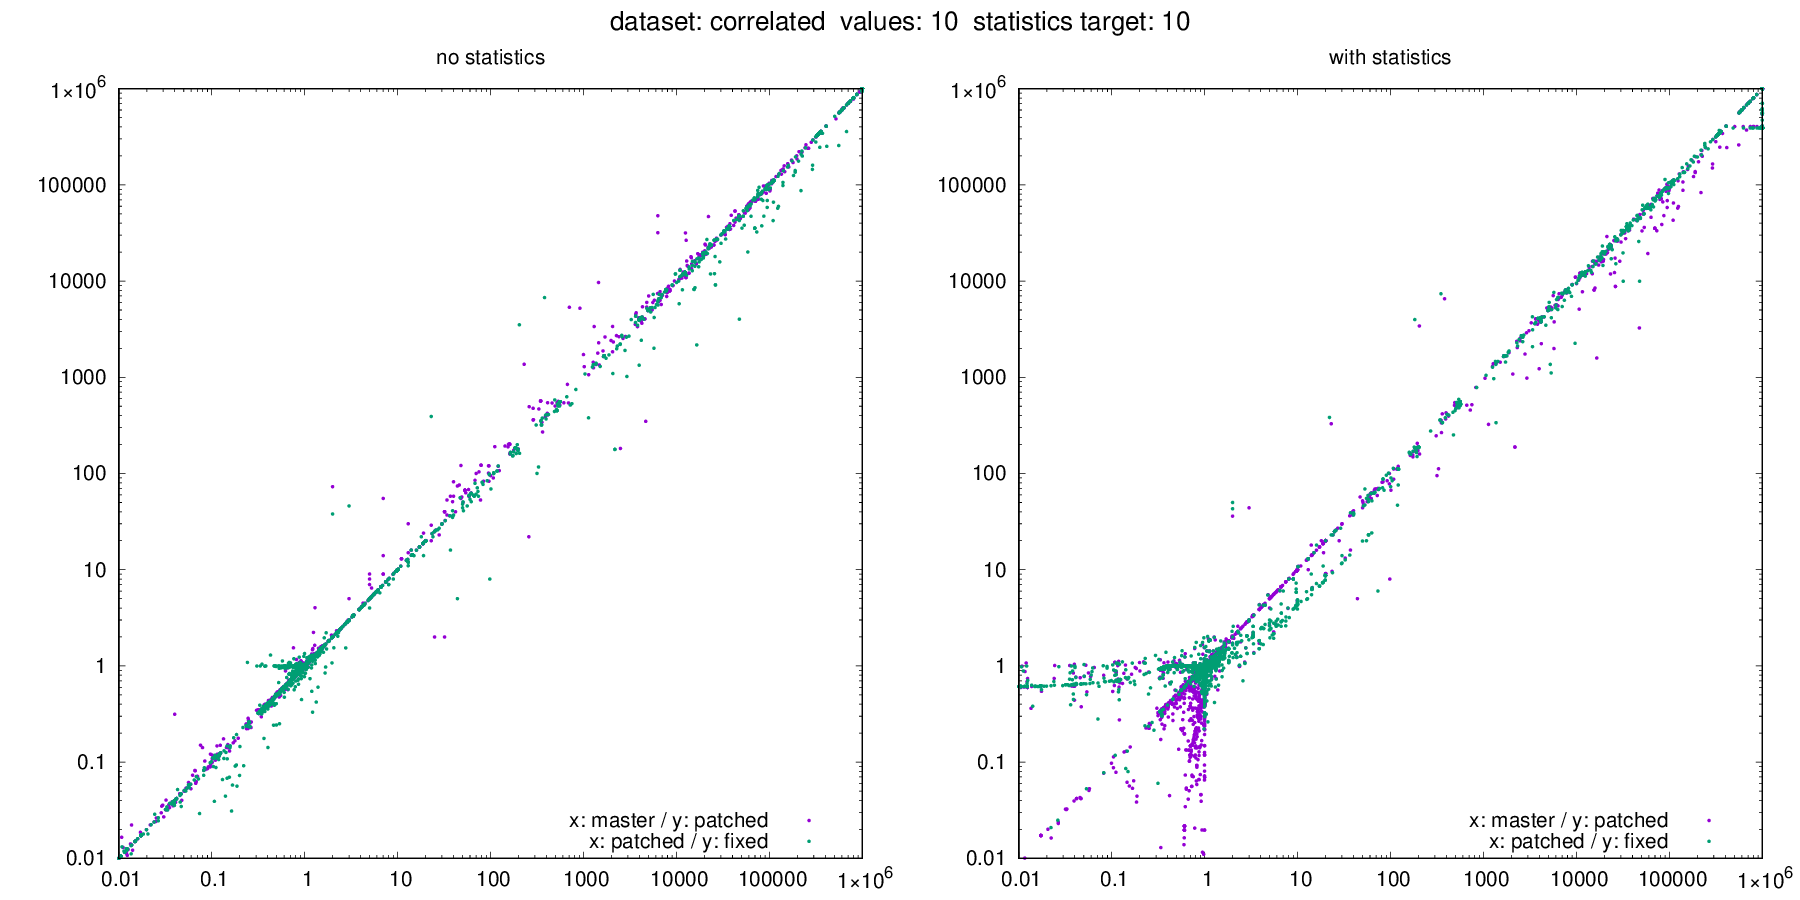 dataset: correlated  values: 10  statistics target: 10
no statistics
1×10⁶
100000
10000
1000
100
10
1
0.1
0.01
0.01 0.1 1 10 100 1000 10000 100000 1×10⁶
x: master / y: patched
x: patched / y: fixed
with statistics
1×10⁶
100000
10000
1000
100
10
1
0.1
0.01
0.01 0.1 1 10 100 1000 10000 100000 1×10⁶
x: master / y: patched
x: patched / y: fixed